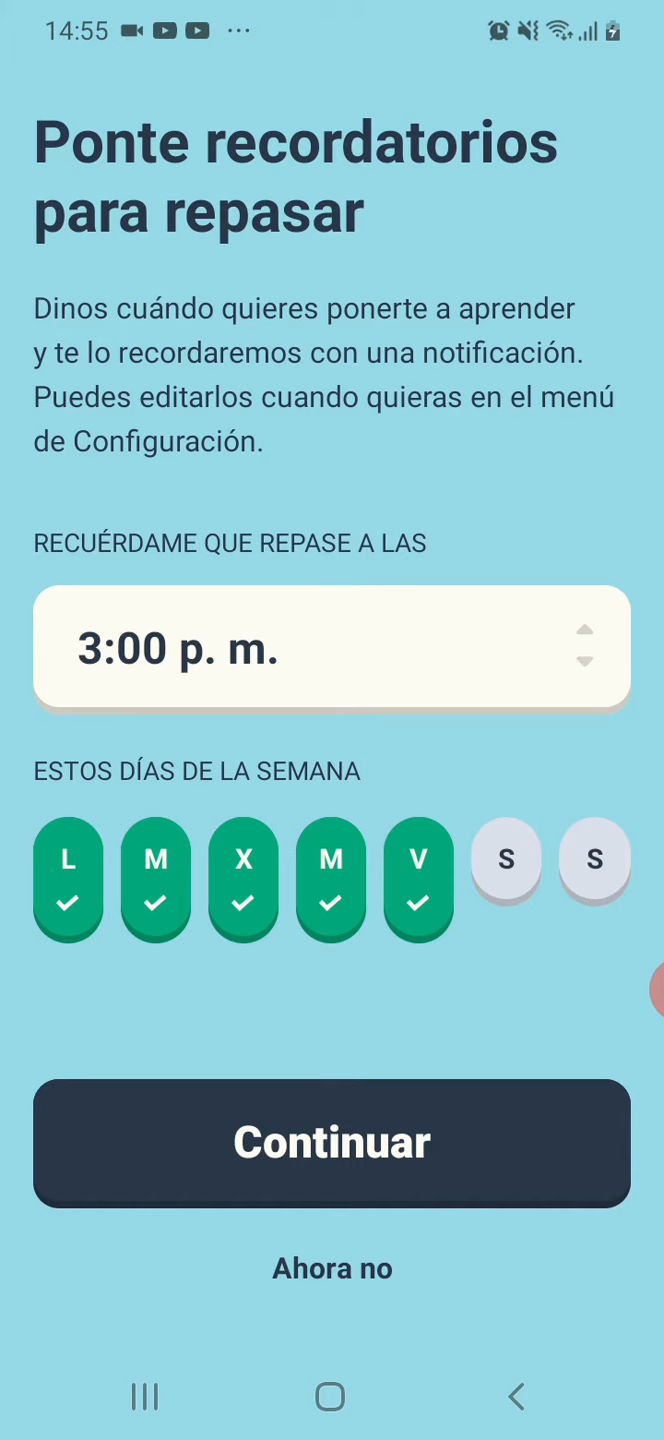 14:55
Ponte recordatorios
para repasar
Dinos cuándo quieres ponerte a aprender
y te lo recordaremos con una notificación.
Puedes editarlos cuando quieras en el menú
de Configuración.
RECUÉRDAME QUE REPASE A LAS
3:00 p. m.
ESTOS DÍAS DE LA SEMANA
L M X M V S S
Continuar
Ahora no